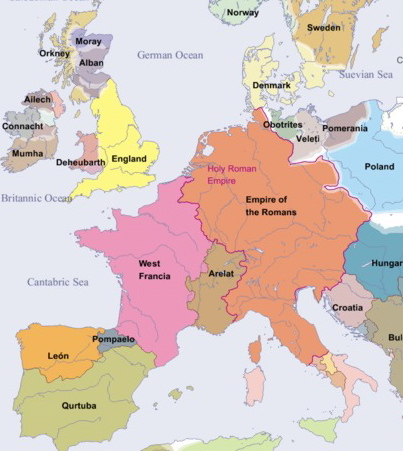 Norway
Sweden
Moray
Orkney
German Ocean
Alban
Suevian Sea
Denmark
Ailech
Obotrites
Connacht
Pomerania
Veleti
Mumha
Deheubarth
England
Poland
Holy Roman
Empire
Britannic Ocean
Empire of
the Romans
West
Francia
Arelat
Hungar
Cantabric Sea
Croatia
Pompaelo
Bul
León
Qurtuba